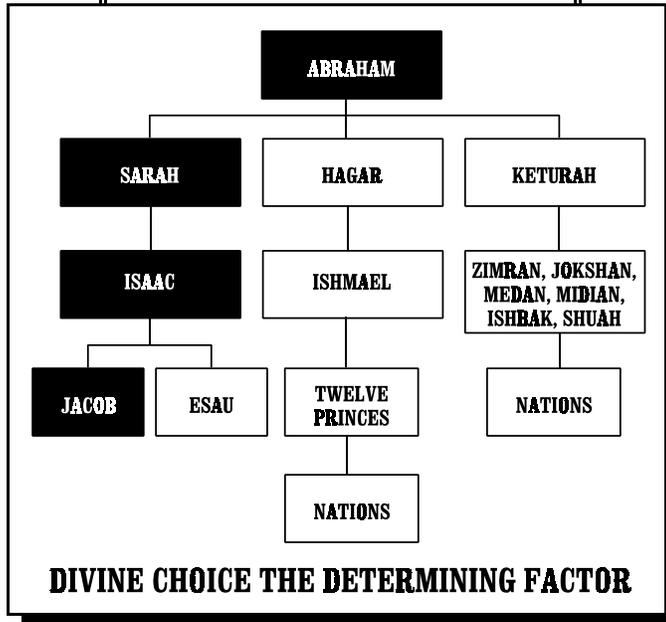 ABRAHAM
SARAH
HAGAR
KETURAH
ISAAC
ISHMAEL
ZIMRAN, JOKSHAN,
MEDAN, MIDIAN,
ISHBAK, SHUAH
JACOB
ESAU
TWELVE
PRINCES
NATIONS
NATIONS
DIVINE CHOICE THE DETERMINING FACTOR